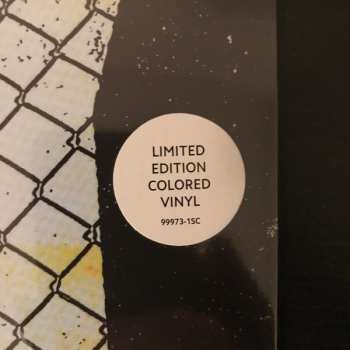 LIMITED
EDITION
COLORED
VINYL
99973-1SC